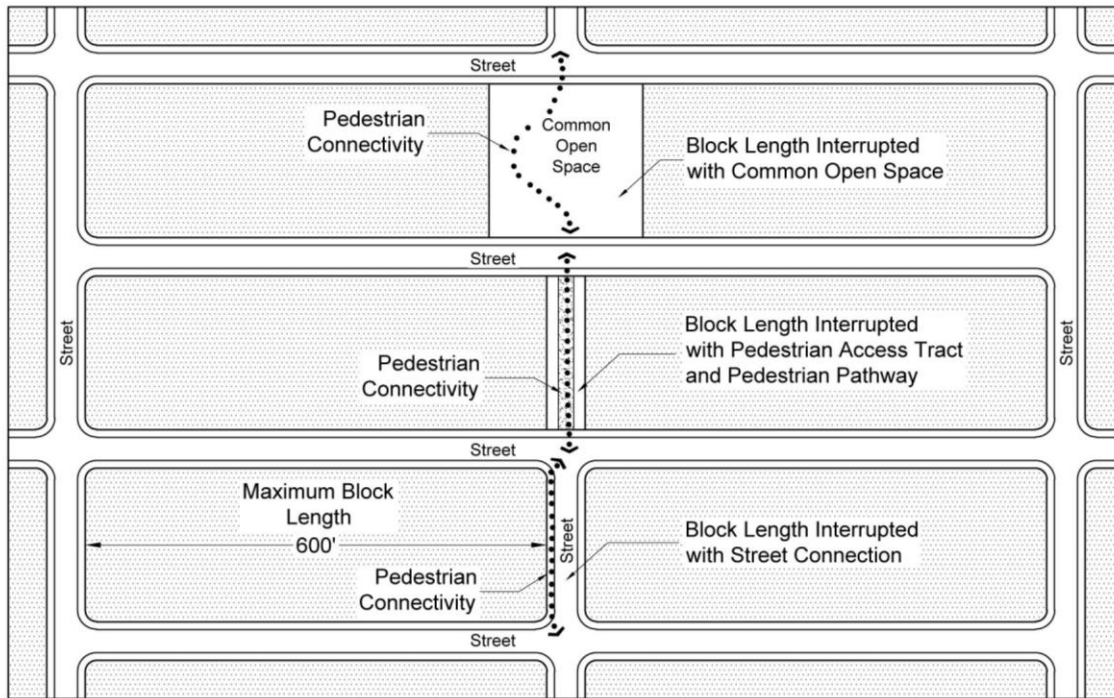 Street
Pedestrian
Connectivity
Common
Open
Space
Block Length Interrupted
with Common Open Space
Street
Street
Street
Pedestrian
Connectivity
Block Length Interrupted
with Pedestrian Access Tract
and Pedestrian Pathway
Street
Maximum Block
Length
600'
Street
Pedestrian
Connectivity
Block Length Interrupted
with Street Connection
Street